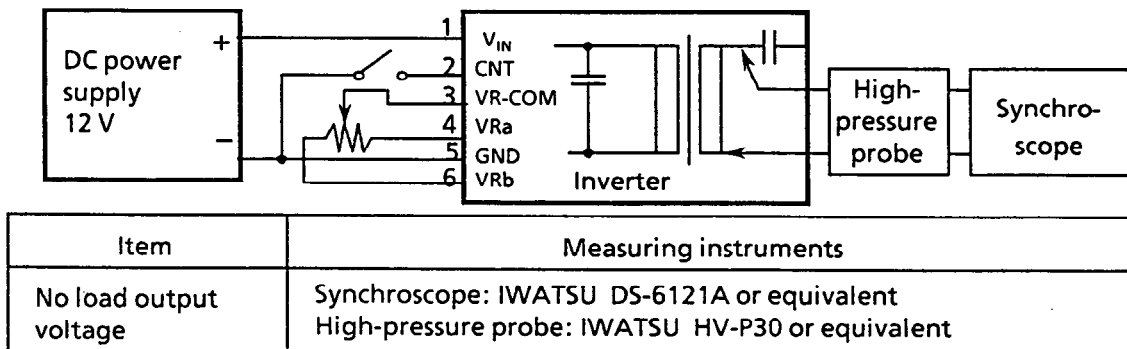 DC power
supply
12 V
+
−
1
2
3
4
5
6
V_IN
CNT
VR-COM
VRa
GND
VRb
Inverter
High-
pressure
probe
Synchro-
scope
Item
Measuring instruments
No load output
voltage
Synchroscope: IWATSU DS-6121A or equivalent
High-pressure probe: IWATSU HV-P30 or equivalent